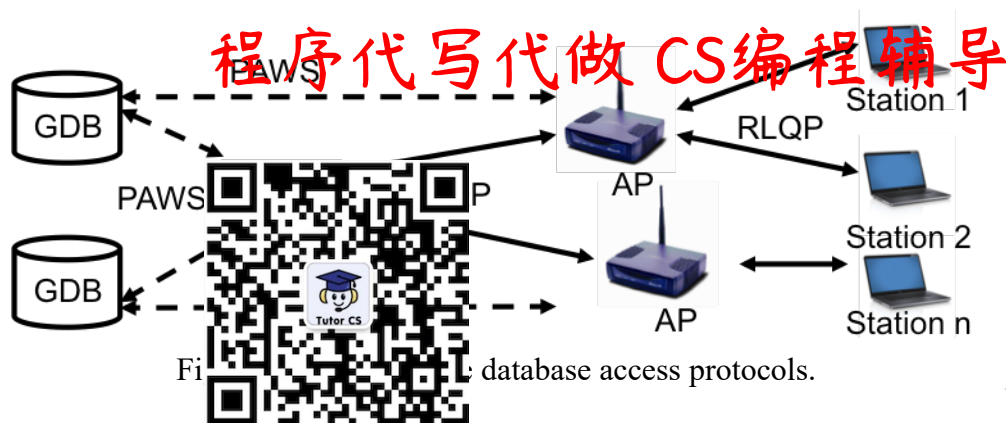 程序代写代做 CS编程辅导
PAWS
GDB
Station 1
RLQP
PAWS
P
AP
Station 2
GDB
Tutor CS
AP
Station n
Fi
database access protocols.